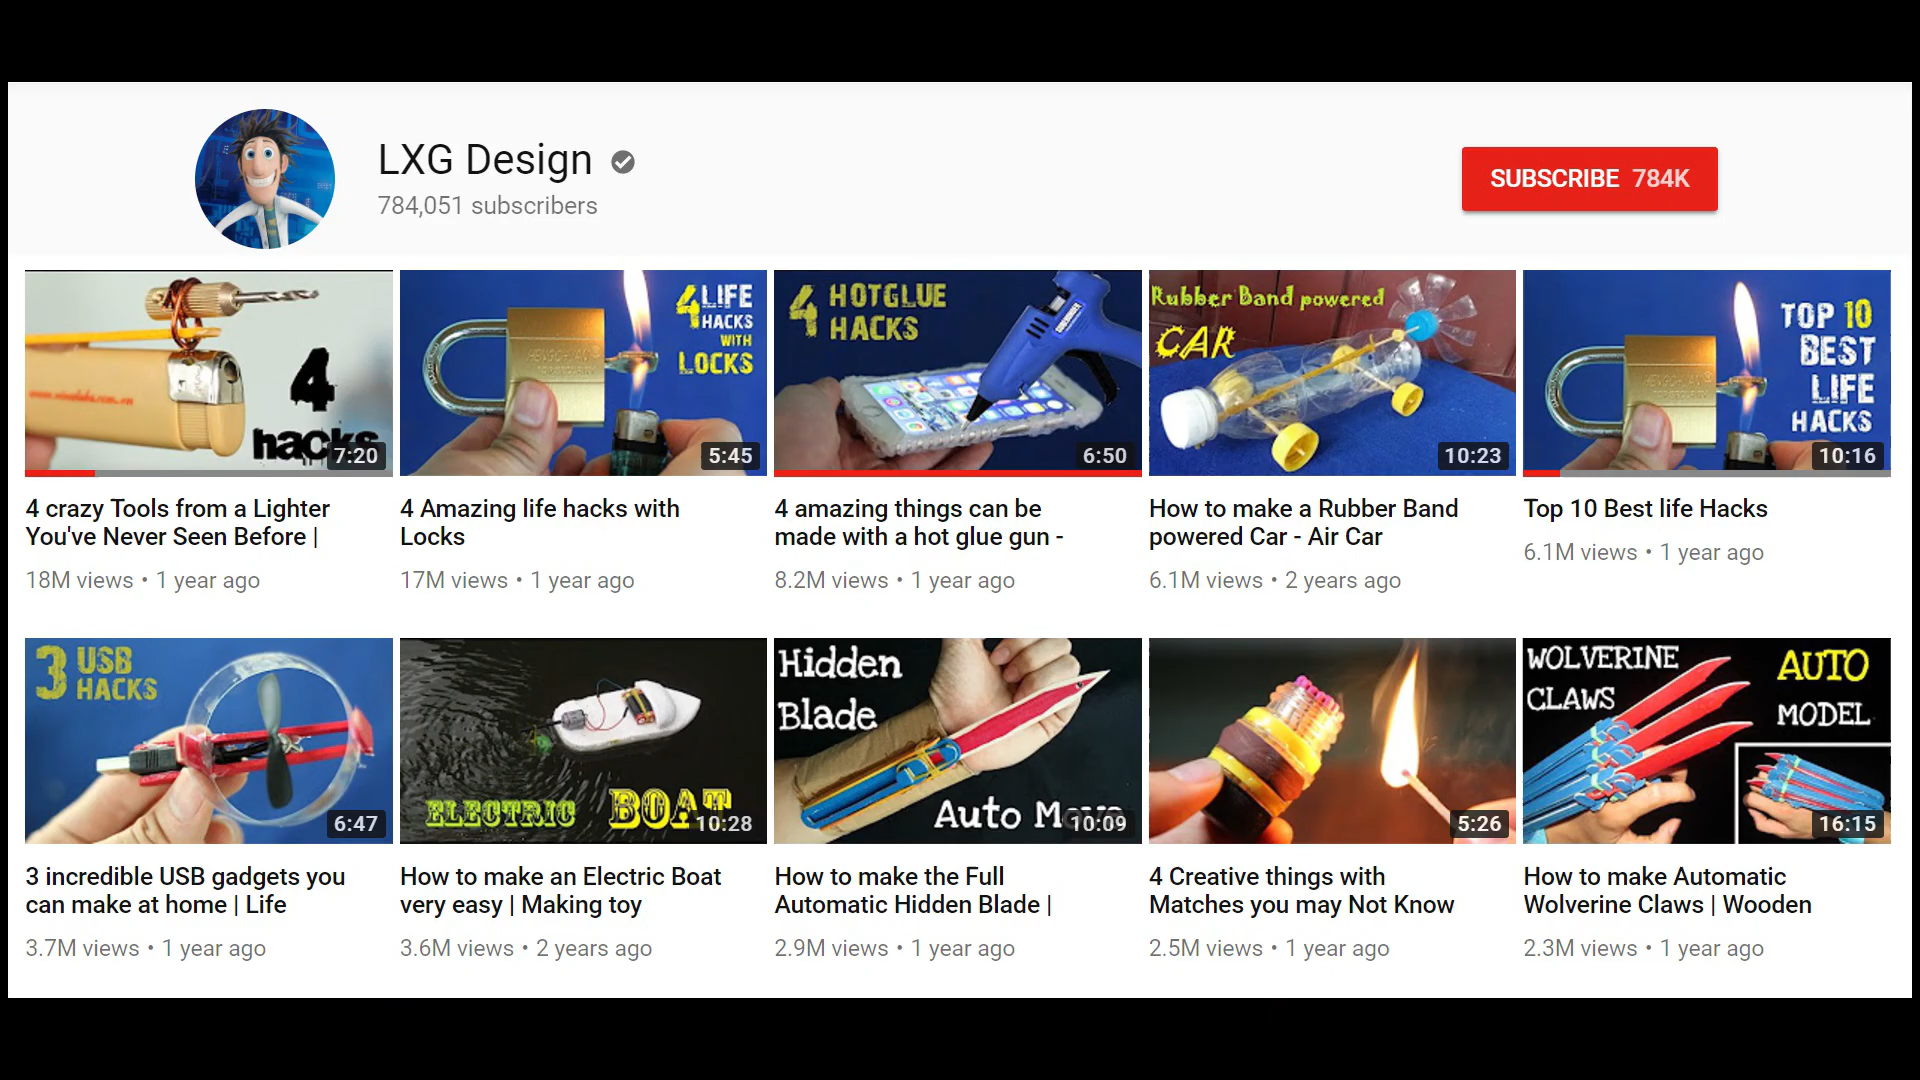 LXG Design
784,051 subscribers
SUBSCRIBE 784K
4
hacks
7:20
4 LIFE
HACKS
WITH
LOCKS
5:45
4 HOTGLUE
HACKS
6:50
Rubber Band powered
CAR
10:23
TOP 10
BEST
LIFE
HACKS
10:16
4 crazy Tools from a Lighter
You've Never Seen Before |
18M views • 1 year ago
4 Amazing life hacks with
Locks
17M views • 1 year ago
4 amazing things can be
made with a hot glue gun -
8.2M views • 1 year ago
How to make a Rubber Band
powered Car - Air Car
6.1M views • 2 years ago
Top 10 Best life Hacks
6.1M views • 1 year ago
3 USB
HACKS
6:47
ELECTRIC BOAT
10:28
Hidden
Blade
Auto Move
10:09
5:26
WOLVERINE
CLAWS
AUTO
MODEL
16:15
3 incredible USB gadgets you
can make at home | Life
3.7M views • 1 year ago
How to make an Electric Boat
very easy | Making toy
3.6M views • 2 years ago
How to make the Full
Automatic Hidden Blade |
2.9M views • 1 year ago
4 Creative things with
Matches you may Not Know
2.5M views • 1 year ago
How to make Automatic
Wolverine Claws | Wooden
2.3M views • 1 year ago